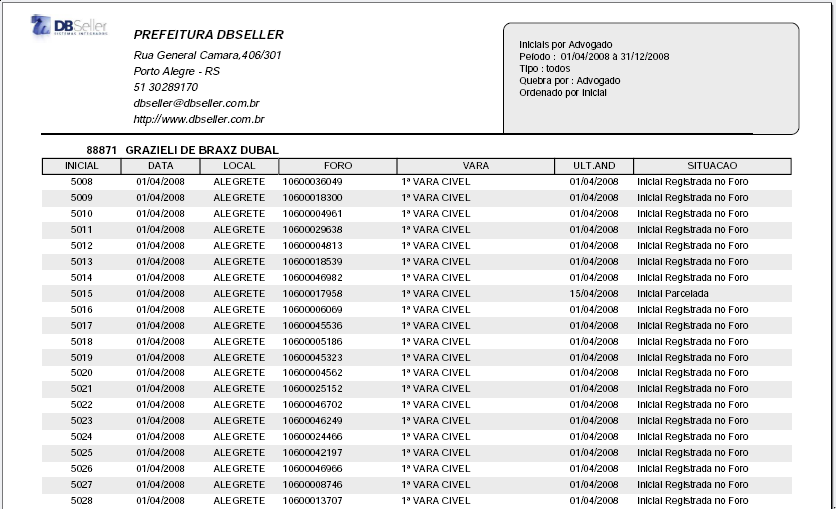 DBSeller
SISTEMAS INTEGRADOS
PREFEITURA DBSELLER
Rua General Camara,406/301
Porto Alegre - RS
51 30289170
dbseller@dbseller.com.br
http://www.dbseller.com.br
Iniciais por Advogado
Período : 01/04/2008 à 31/12/2008
Tipo : todos
Quebra por : Advogado
Ordenado por Inicial
88871 GRAZIELI DE BRAXZ DUBAL
INICIAL DATA LOCAL FORO VARA ULT.AND SITUACAO
5008 01/04/2008 ALEGRETE 10600036049 1ª VARA CIVEL 01/04/2008 Inicial Registrada no Foro
5009 01/04/2008 ALEGRETE 10600018300 1ª VARA CIVEL 01/04/2008 Inicial Registrada no Foro
5010 01/04/2008 ALEGRETE 10600004961 1ª VARA CIVEL 01/04/2008 Inicial Registrada no Foro
5011 01/04/2008 ALEGRETE 10600029638 1ª VARA CIVEL 01/04/2008 Inicial Registrada no Foro
5012 01/04/2008 ALEGRETE 10600004813 1ª VARA CIVEL 01/04/2008 Inicial Registrada no Foro
5013 01/04/2008 ALEGRETE 10600018539 1ª VARA CIVEL 01/04/2008 Inicial Registrada no Foro
5014 01/04/2008 ALEGRETE 10600046982 1ª VARA CIVEL 01/04/2008 Inicial Registrada no Foro
5015 01/04/2008 ALEGRETE 10600017958 1ª VARA CIVEL 15/04/2008 Inicial Parcelada
5016 01/04/2008 ALEGRETE 10600006069 1ª VARA CIVEL 01/04/2008 Inicial Registrada no Foro
5017 01/04/2008 ALEGRETE 10600045536 1ª VARA CIVEL 01/04/2008 Inicial Registrada no Foro
5018 01/04/2008 ALEGRETE 10600005186 1ª VARA CIVEL 01/04/2008 Inicial Registrada no Foro
5019 01/04/2008 ALEGRETE 10600045323 1ª VARA CIVEL 01/04/2008 Inicial Registrada no Foro
5020 01/04/2008 ALEGRETE 10600004562 1ª VARA CIVEL 01/04/2008 Inicial Registrada no Foro
5021 01/04/2008 ALEGRETE 10600025152 1ª VARA CIVEL 01/04/2008 Inicial Registrada no Foro
5022 01/04/2008 ALEGRETE 10600046702 1ª VARA CIVEL 01/04/2008 Inicial Registrada no Foro
5023 01/04/2008 ALEGRETE 10600046249 1ª VARA CIVEL 01/04/2008 Inicial Registrada no Foro
5024 01/04/2008 ALEGRETE 10600024466 1ª VARA CIVEL 01/04/2008 Inicial Registrada no Foro
5025 01/04/2008 ALEGRETE 10600042197 1ª VARA CIVEL 01/04/2008 Inicial Registrada no Foro
5026 01/04/2008 ALEGRETE 10600046966 1ª VARA CIVEL 01/04/2008 Inicial Registrada no Foro
5027 01/04/2008 ALEGRETE 10600008746 1ª VARA CIVEL 01/04/2008 Inicial Registrada no Foro
5028 01/04/2008 ALEGRETE 10600013707 1ª VARA CIVEL 01/04/2008 Inicial Registrada no Foro